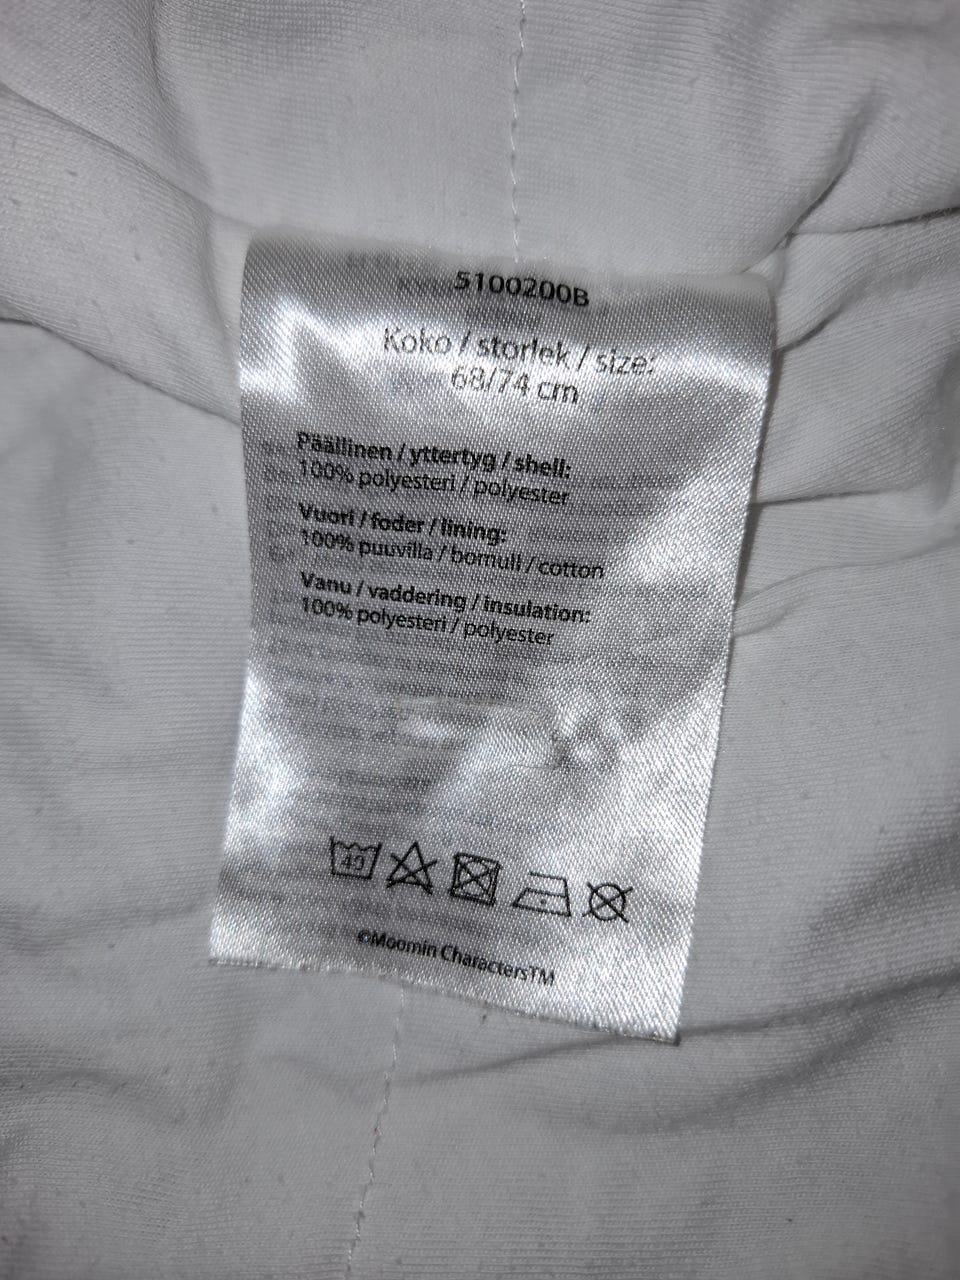 5100200B
Koko / storlek / size:
68/74 cm
Päällinen / yttertyg / shell:
100% polyesteri / polyester
Vuori / foder / lining:
100% puuvilla / bomull / cotton
Vanu / vaddering / insulation:
100% polyesteri / polyester
40
©Moomin Characters™